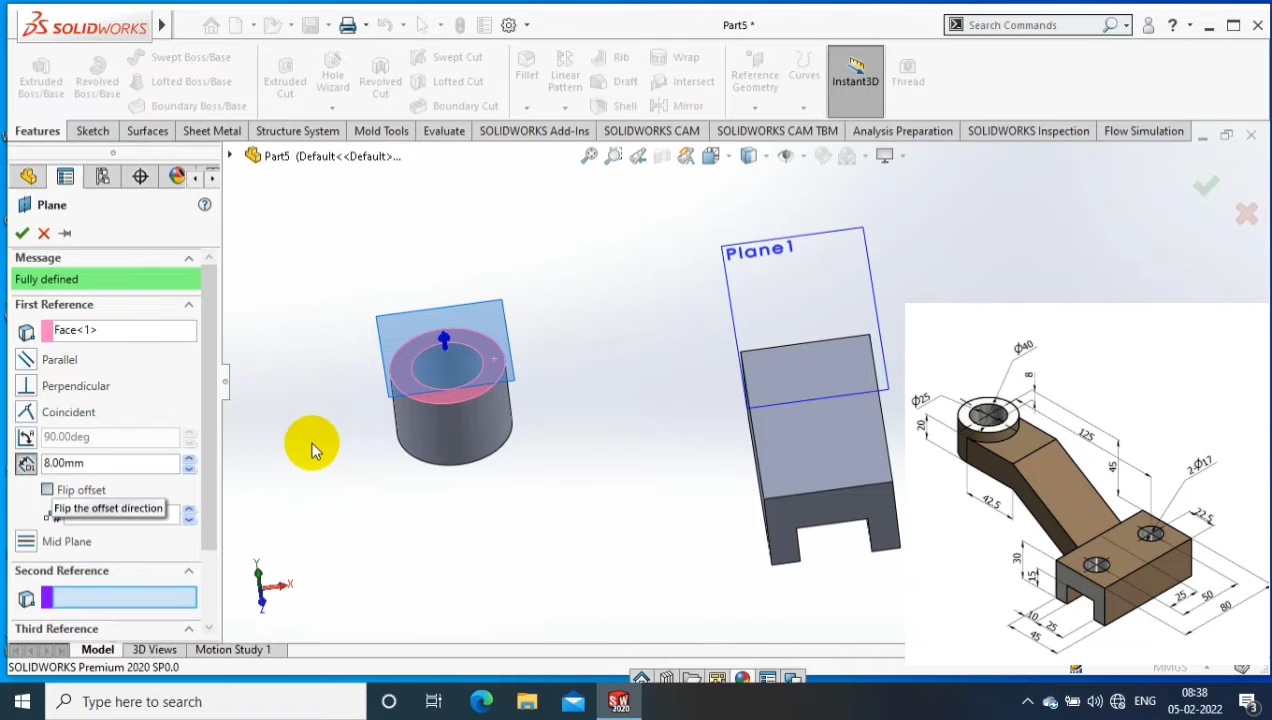 SOLIDWORKS
Part5 *
Search Commands
Extruded Boss/Base
Revolved Boss/Base
Swept Boss/Base
Lofted Boss/Base
Boundary Boss/Base
Extruded Cut
Hole Wizard
Revolved Cut
Swept Cut
Lofted Cut
Boundary Cut
Fillet
Linear Pattern
Rib
Draft
Shell
Wrap
Intersect
Mirror
Reference Geometry
Curves
Instant3D
Thread
Features Sketch Surfaces Sheet Metal Structure System Mold Tools Evaluate SOLIDWORKS Add-Ins SOLIDWORKS CAM SOLIDWORKS CAM TBM Analysis Preparation SOLIDWORKS Inspection Flow Simulation
Part5 (Default<<Default>...
Plane
Message
Fully defined
First Reference
Face<1>
Parallel
Perpendicular
Coincident
90.00deg
8.00mm
Flip offset
Flip the offset direction
Mid Plane
Second Reference
Third Reference
Plane1
Y
X
Z
Ø40
8
Ø25
20
125
45
2-Ø17
42.5
22.5
30
15
25
50
80
10
25
45
Model 3D Views Motion Study 1
SOLIDWORKS Premium 2020 SP0.0
MMGS
Type here to search
SW
2020
ENG
08:38
05-02-2022
3